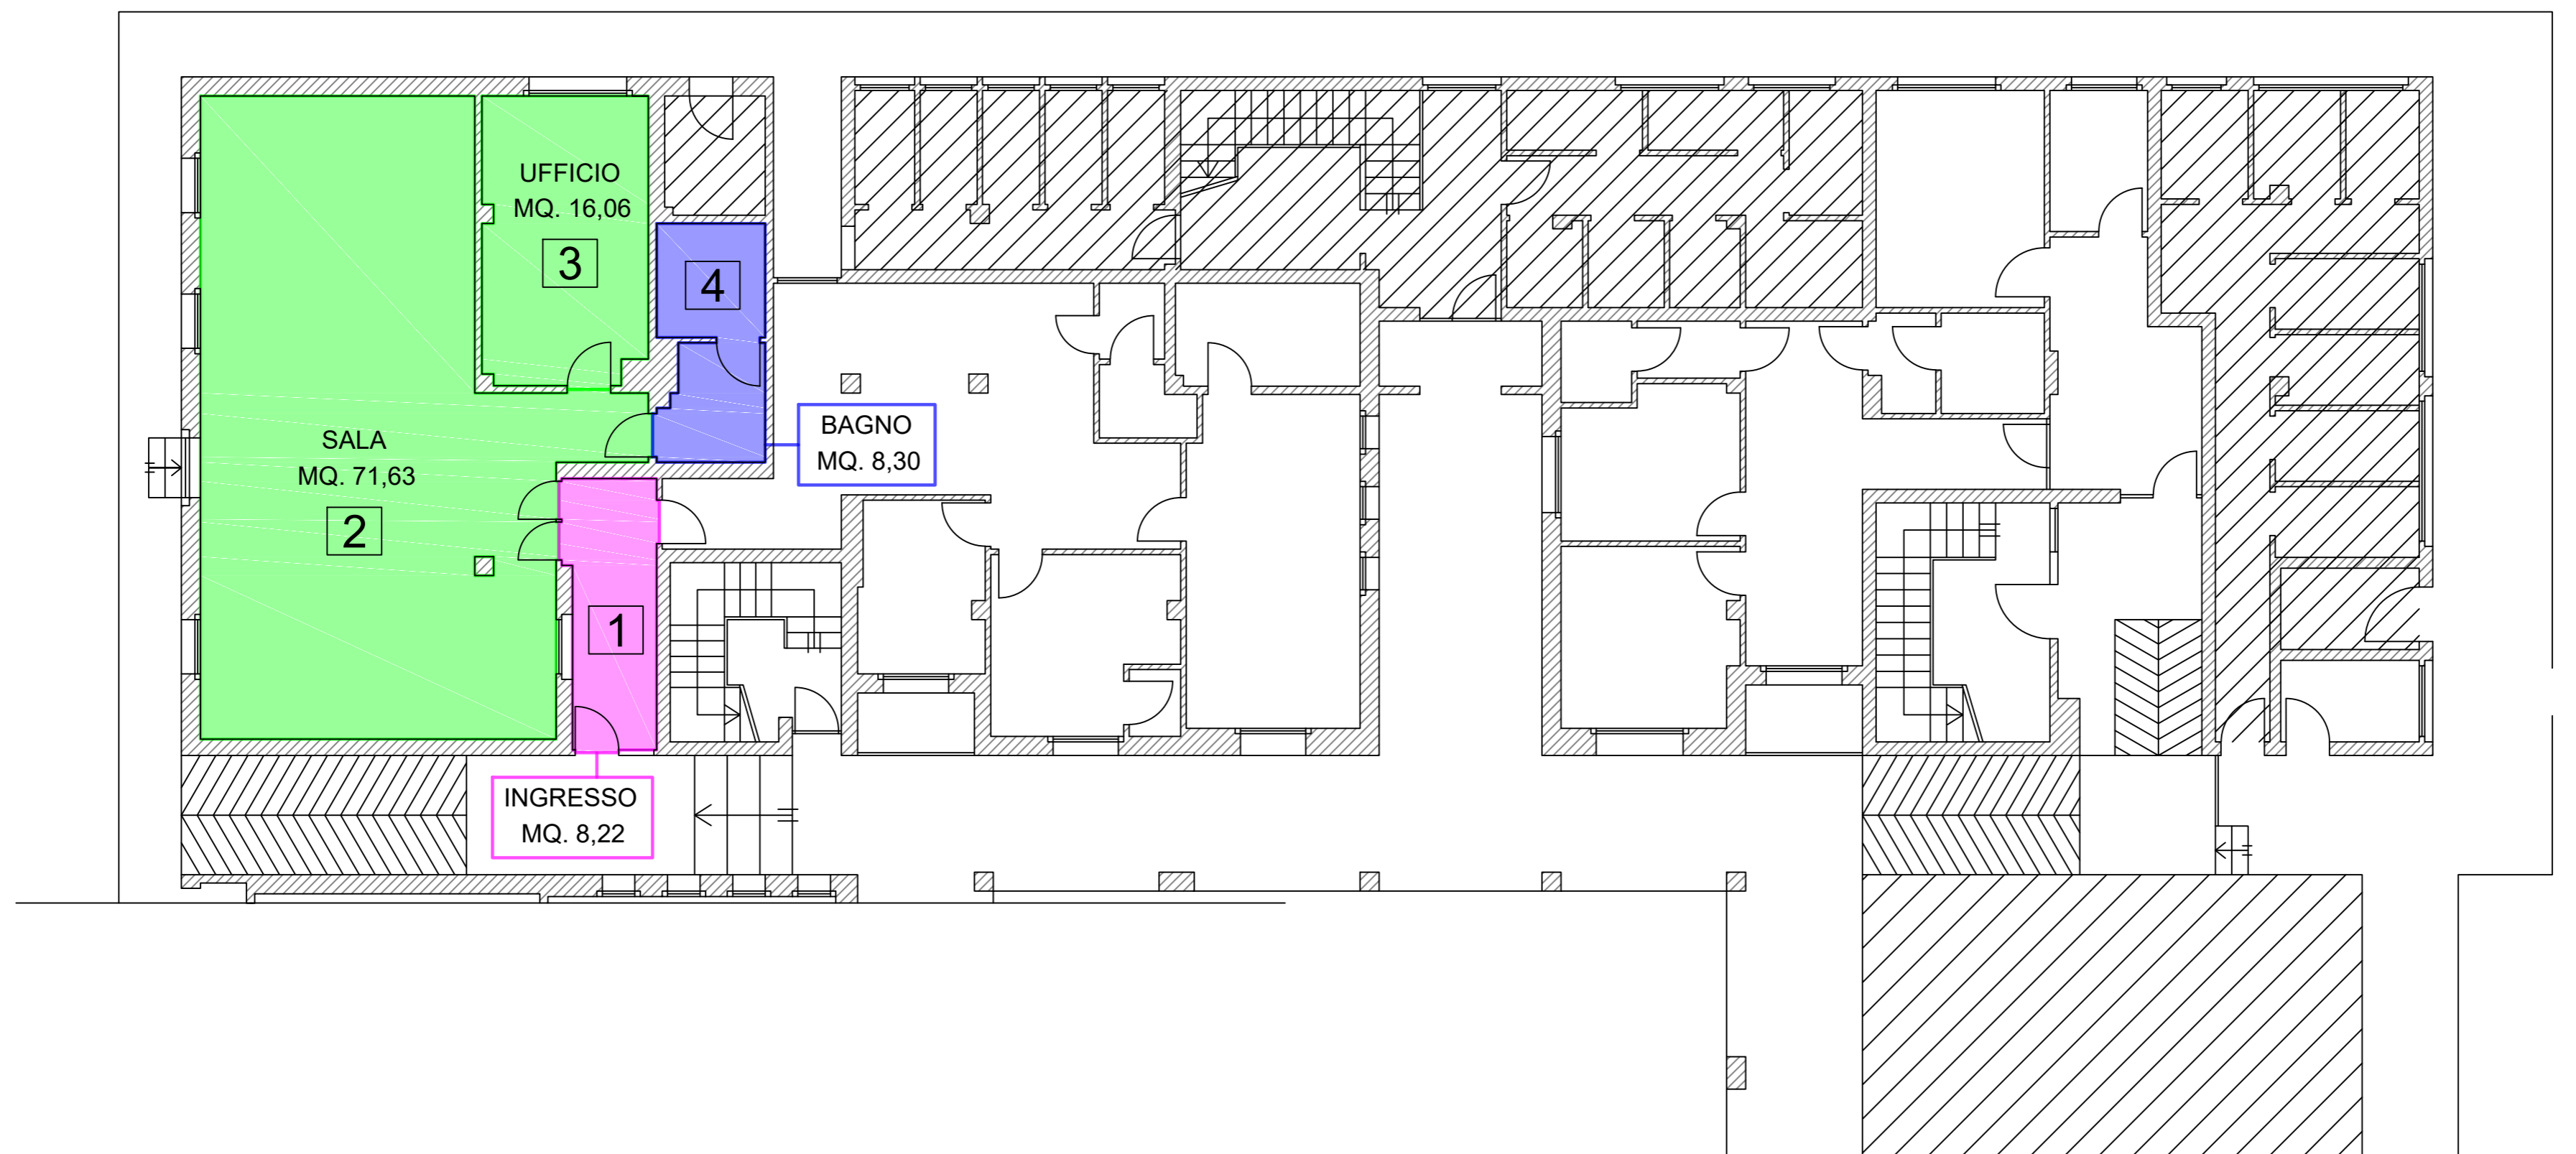 UFFICIO
MQ. 16,06
3
4
SALA
MQ. 71,63
2
BAGNO
MQ. 8,30
1
INGRESSO
MQ. 8,22